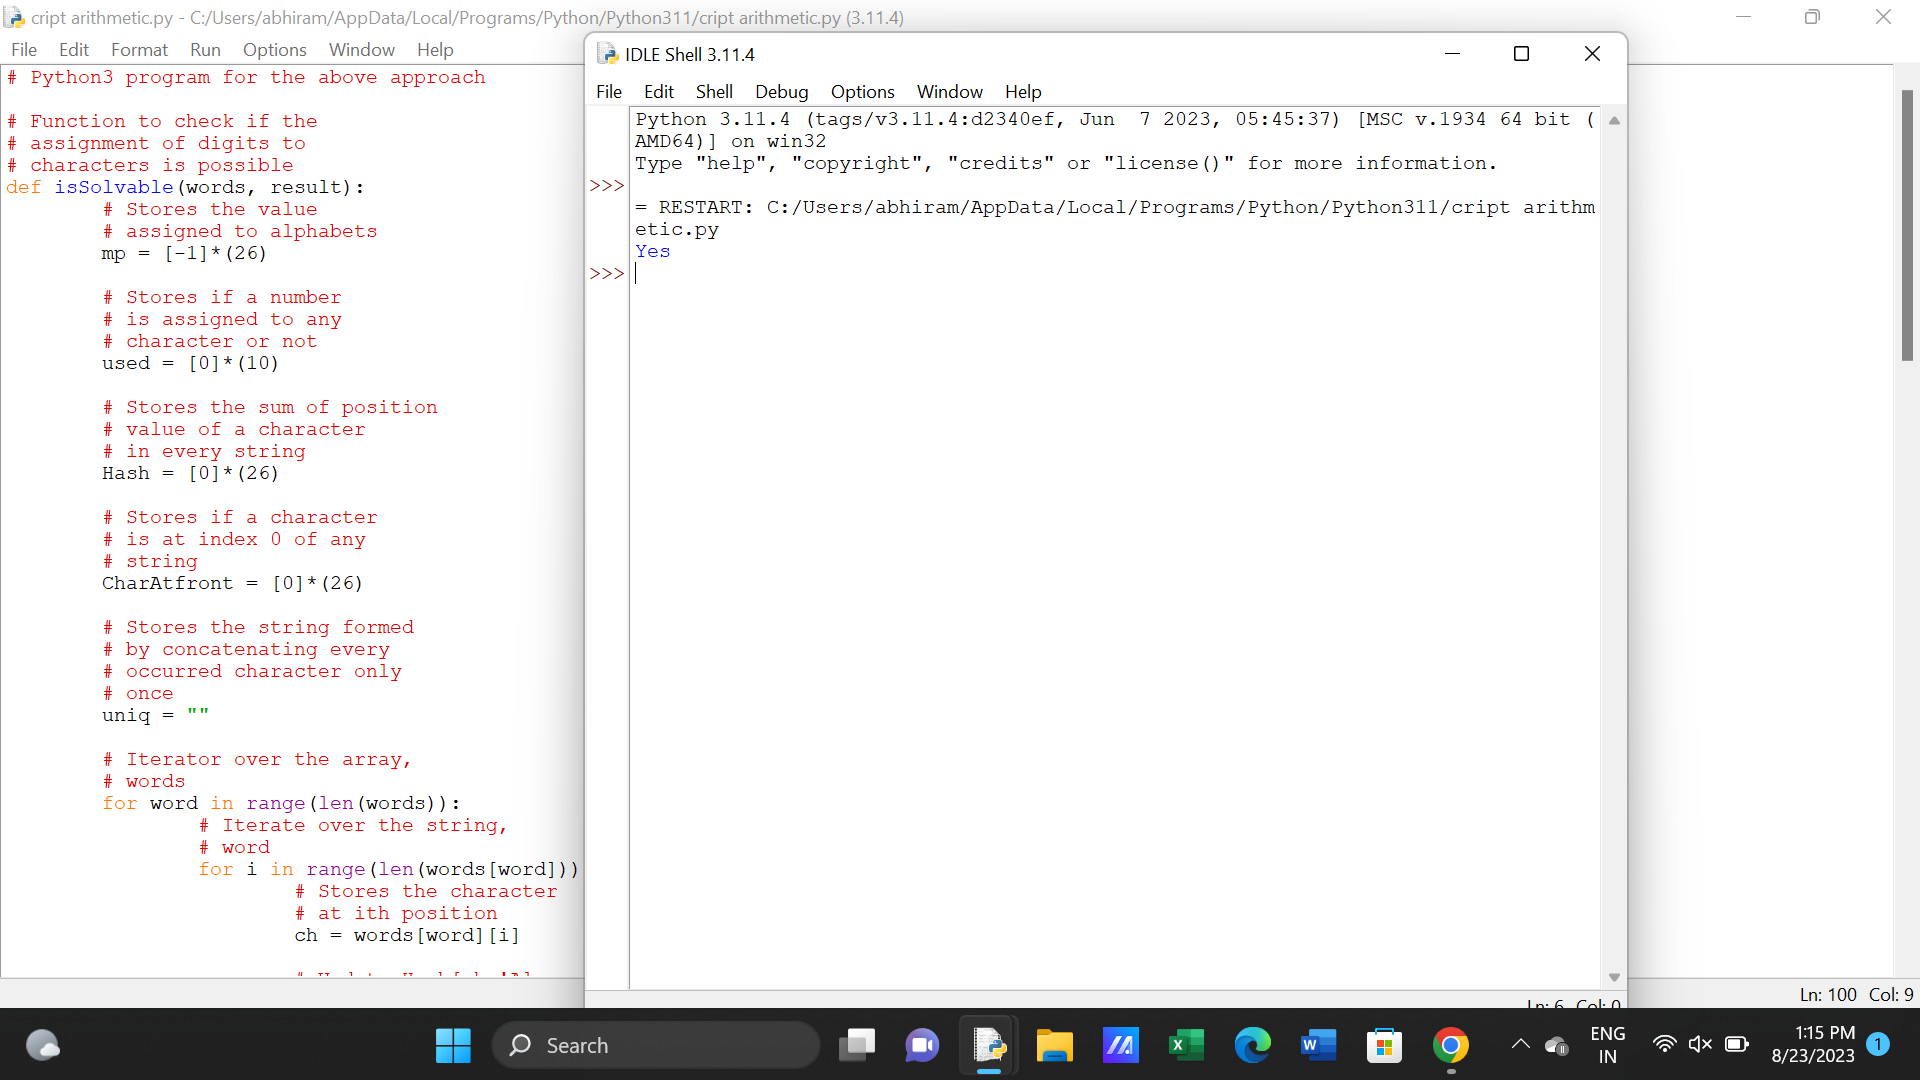 cript arithmetic.py - C:/Users/abhiram/AppData/Local/Programs/Python/Python311/cript arithmetic.py (3.11.4)
File Edit Format Run Options Window Help
# Python3 program for the above approach
# Function to check if the
# assignment of digits to
# characters is possible
def isSolvable(words, result):
# Stores the value
# assigned to alphabets
mp = [-1]*(26)
# Stores if a number
# is assigned to any
# character or not
used = [0]*(10)
# Stores the sum of position
# value of a character
# in every string
Hash = [0]*(26)
# Stores if a character
# is at index 0 of any
# string
CharAtfront = [0]*(26)
# Stores the string formed
# by concatenating every
# occurred character only
# once
uniq = ""
# Iterator over the array,
# words
for word in range(len(words)):
# Iterate over the string,
# word
for i in range(len(words[word]))
# Stores the character
# at ith position
ch = words[word][i]
IDLE Shell 3.11.4
File Edit Shell Debug Options Window Help
Python 3.11.4 (tags/v3.11.4:d2340ef, Jun  7 2023, 05:45:37) [MSC v.1934 64 bit (
AMD64)] on win32
Type "help", "copyright", "credits" or "license()" for more information.
>>>
= RESTART: C:/Users/abhiram/AppData/Local/Programs/Python/Python311/cript arithm
etic.py
Yes
>>>
Ln: 6 Col: 0
Ln: 100 Col: 9
Search
ENG
IN
1:15 PM
8/23/2023
1